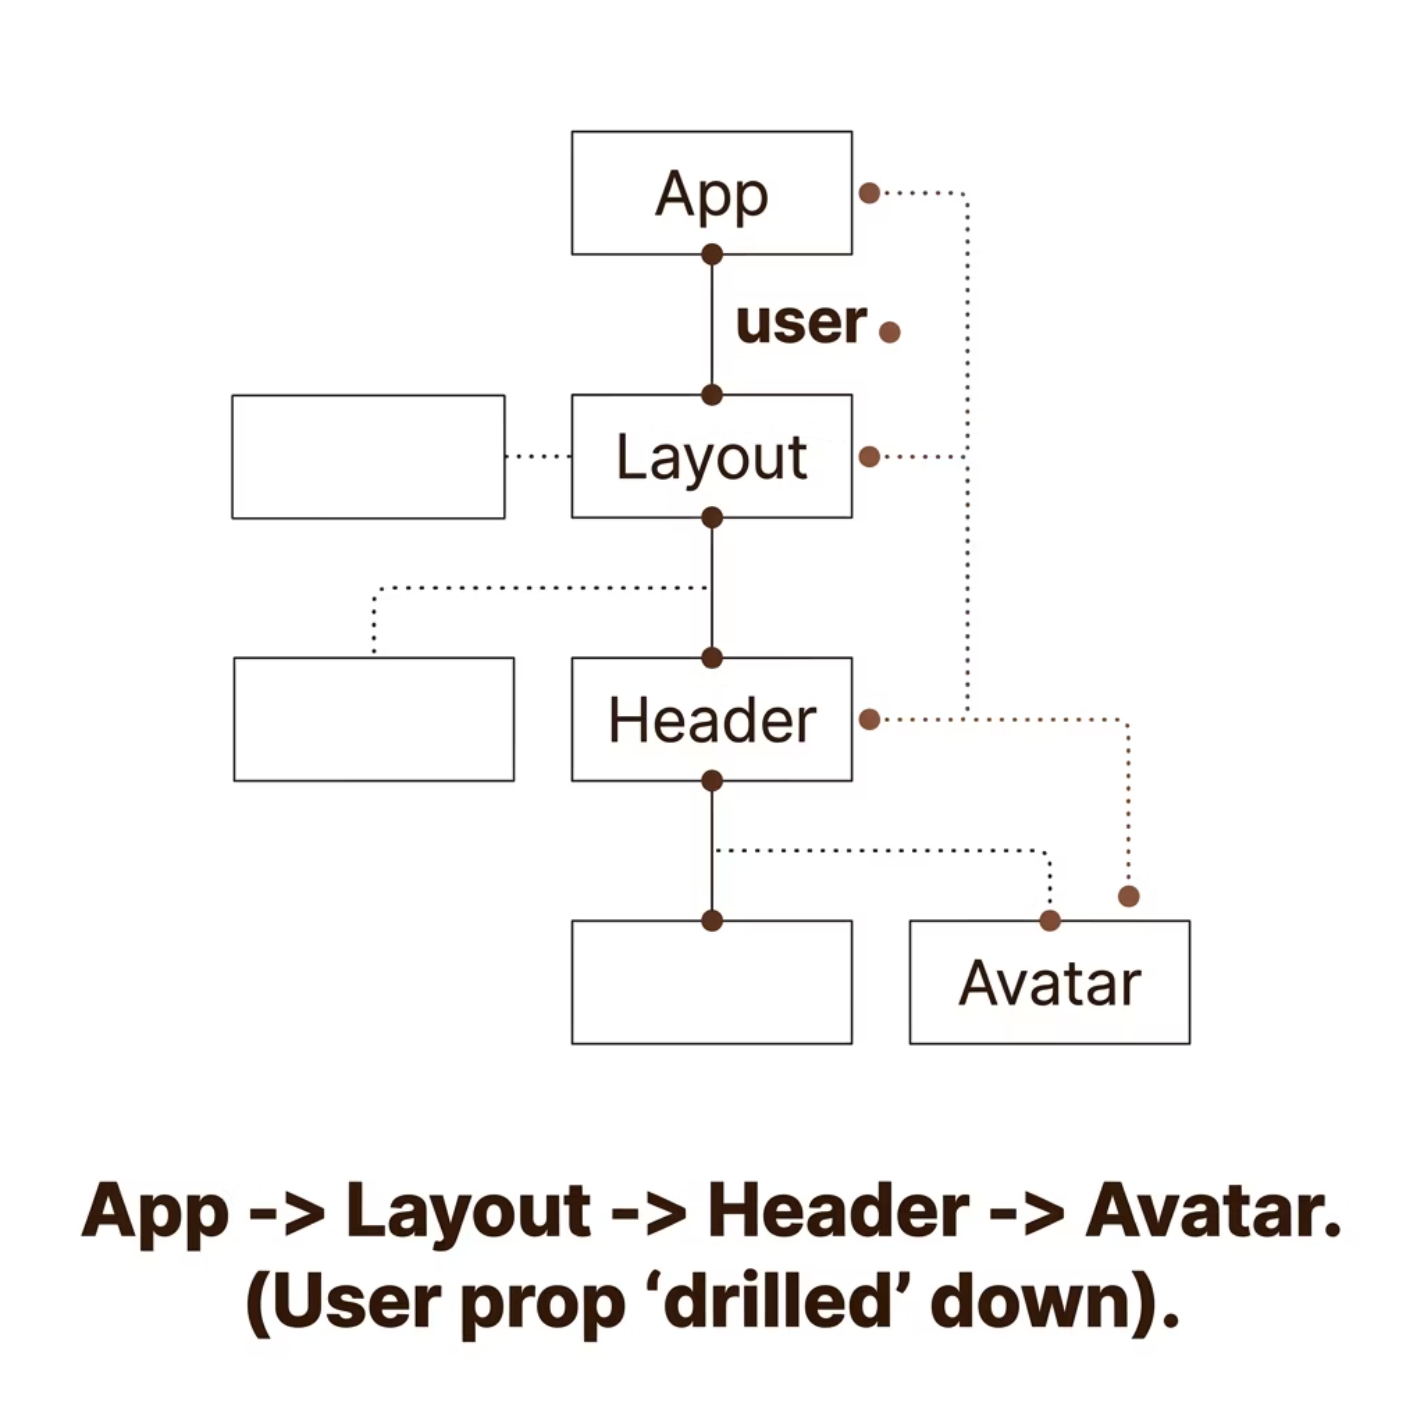 App
user
Layout
Header
Avatar
App -> Layout -> Header -> Avatar.
(User prop ‘drilled’ down).